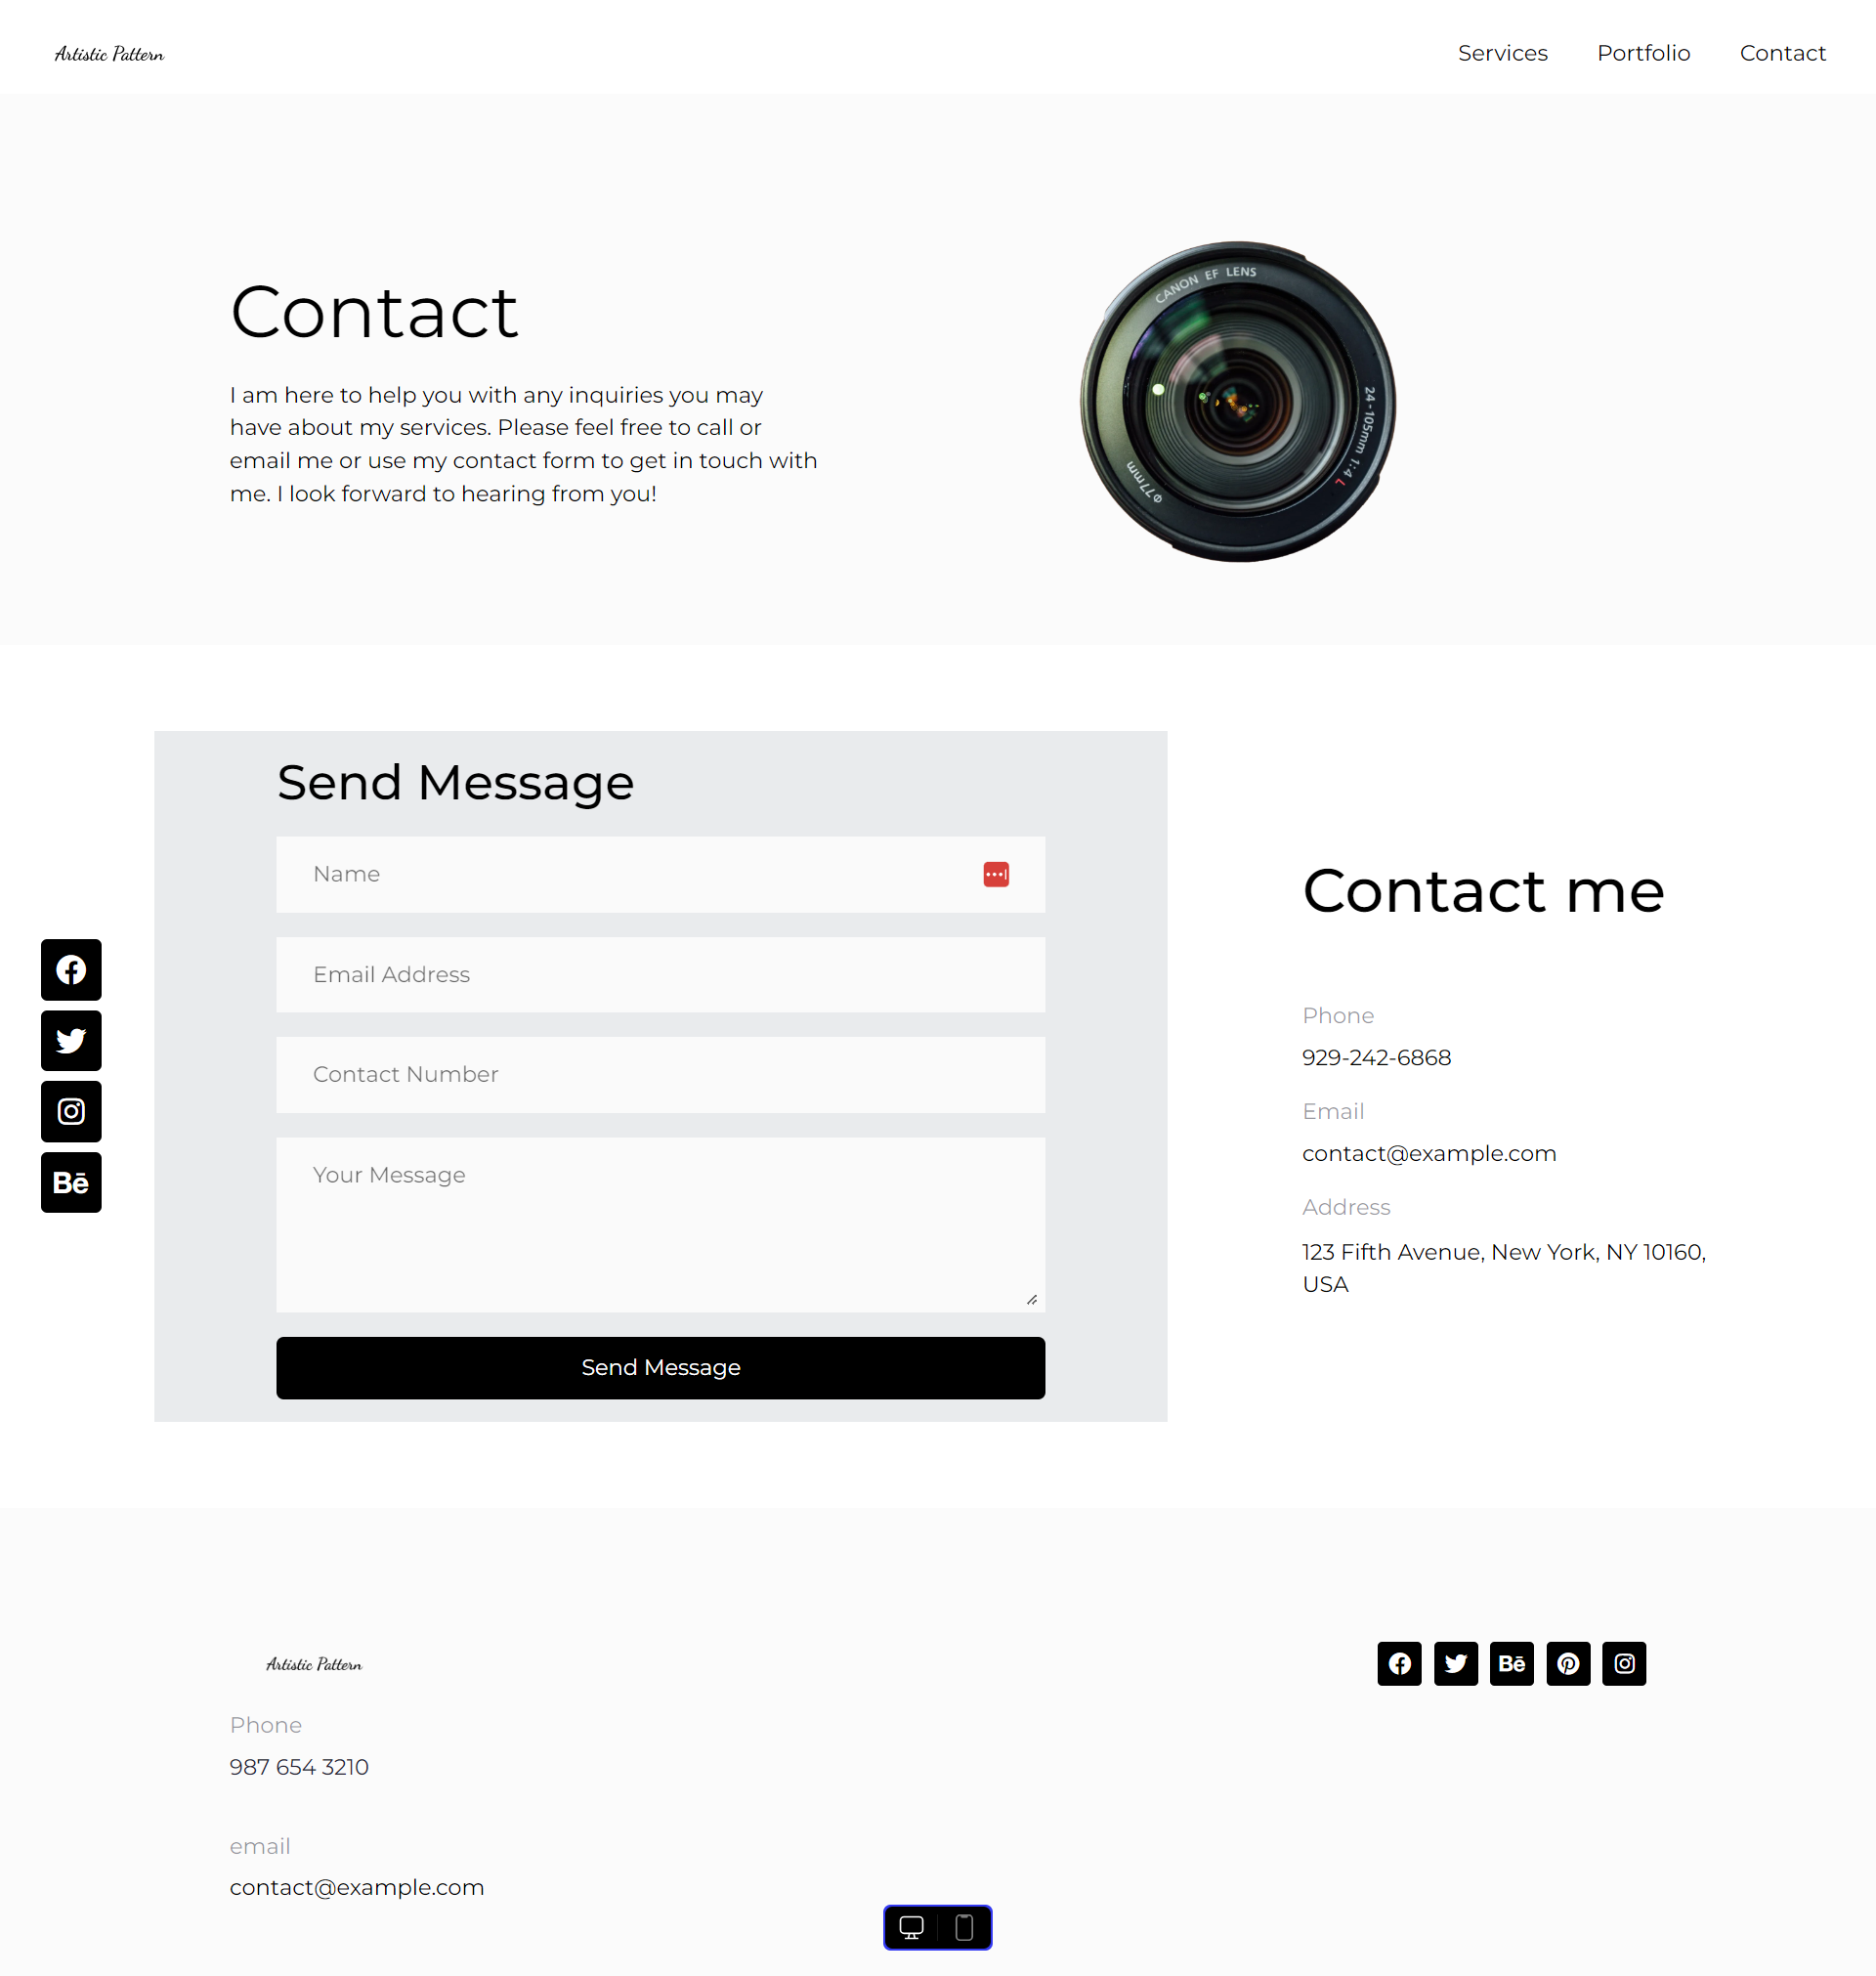 Artistic Pattern
Services
Portfolio
Contact
Contact
I am here to help you with any inquiries you may
have about my services. Please feel free to call or
email me or use my contact form to get in touch with
me. I look forward to hearing from you!
CANON EF LENS
24-105mm 1:4 L
Φ77mm
Send Message
Name
Email Address
Contact Number
Your Message
Send Message
Contact me
Phone
929-242-6868
Email
contact@example.com
Address
123 Fifth Avenue, New York, NY 10160,
USA
Bē
Artistic Pattern
Bē
Phone
987 654 3210
email
contact@example.com